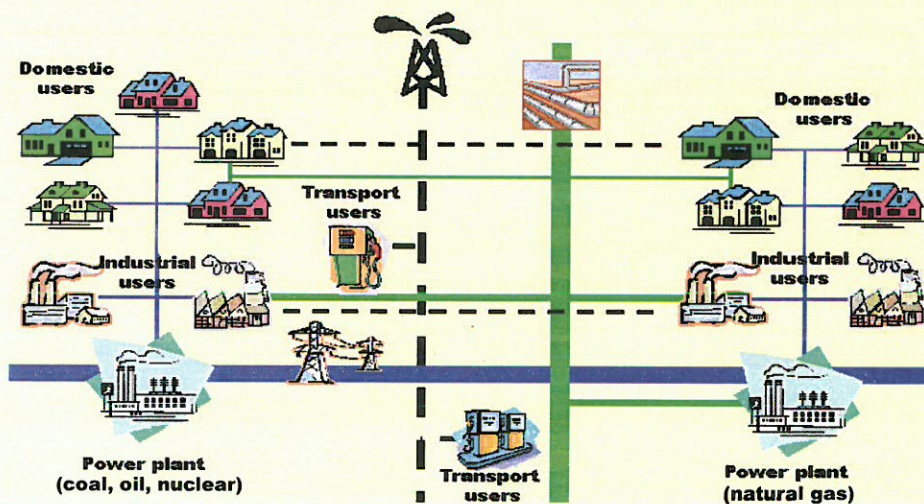 Domestic
users
Domestic
users
Transport
users
Industrial
users
Industrial
users
Power plant
(coal, oil, nuclear)
Transport
users
Power plant
(natural gas)